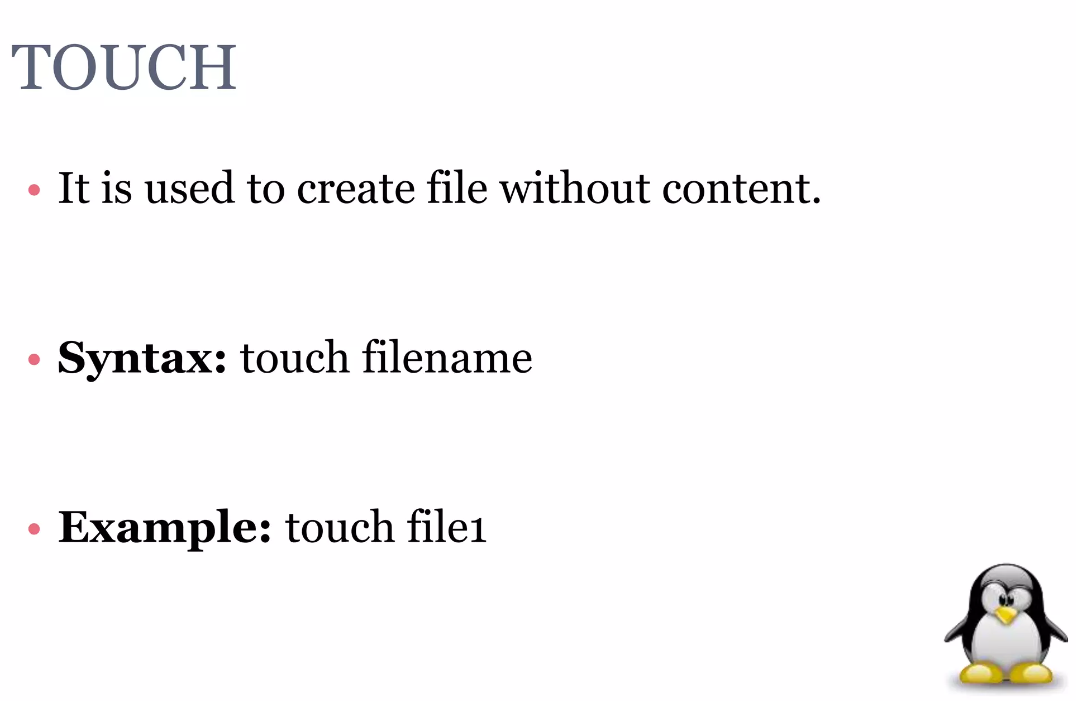 TOUCH
• It is used to create file without content.
• Syntax: touch filename
• Example: touch file1